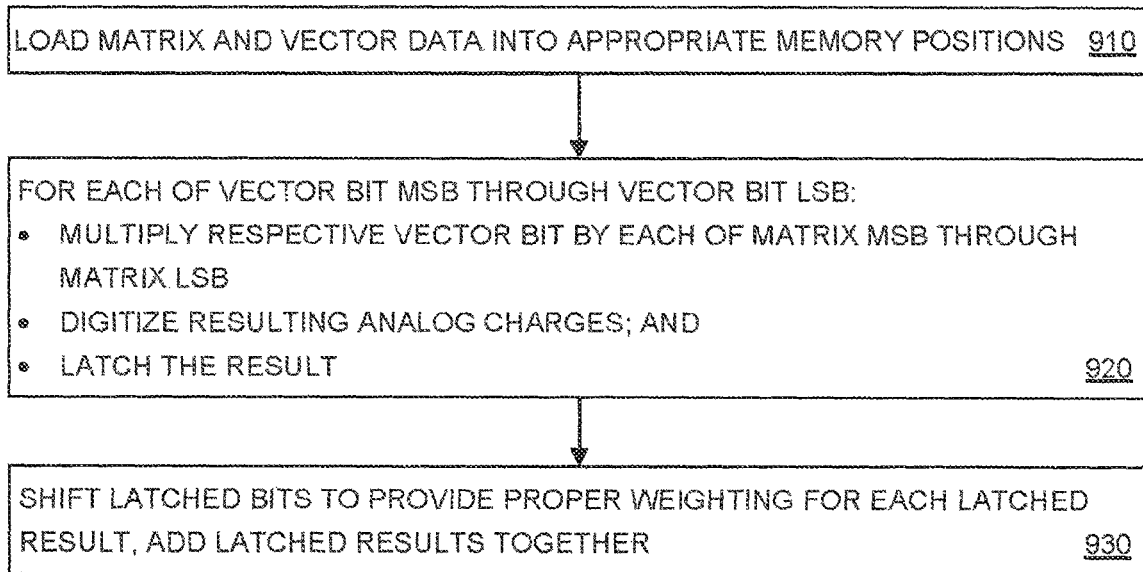 LOAD MATRIX AND VECTOR DATA INTO APPROPRIATE MEMORY POSITIONS 910
FOR EACH OF VECTOR BIT MSB THROUGH VECTOR BIT LSB:
• MULTIPLY RESPECTIVE VECTOR BIT BY EACH OF MATRIX MSB THROUGH
MATRIX LSB
• DIGITIZE RESULTING ANALOG CHARGES; AND
• LATCH THE RESULT 920
SHIFT LATCHED BITS TO PROVIDE PROPER WEIGHTING FOR EACH LATCHED
RESULT, ADD LATCHED RESULTS TOGETHER 930